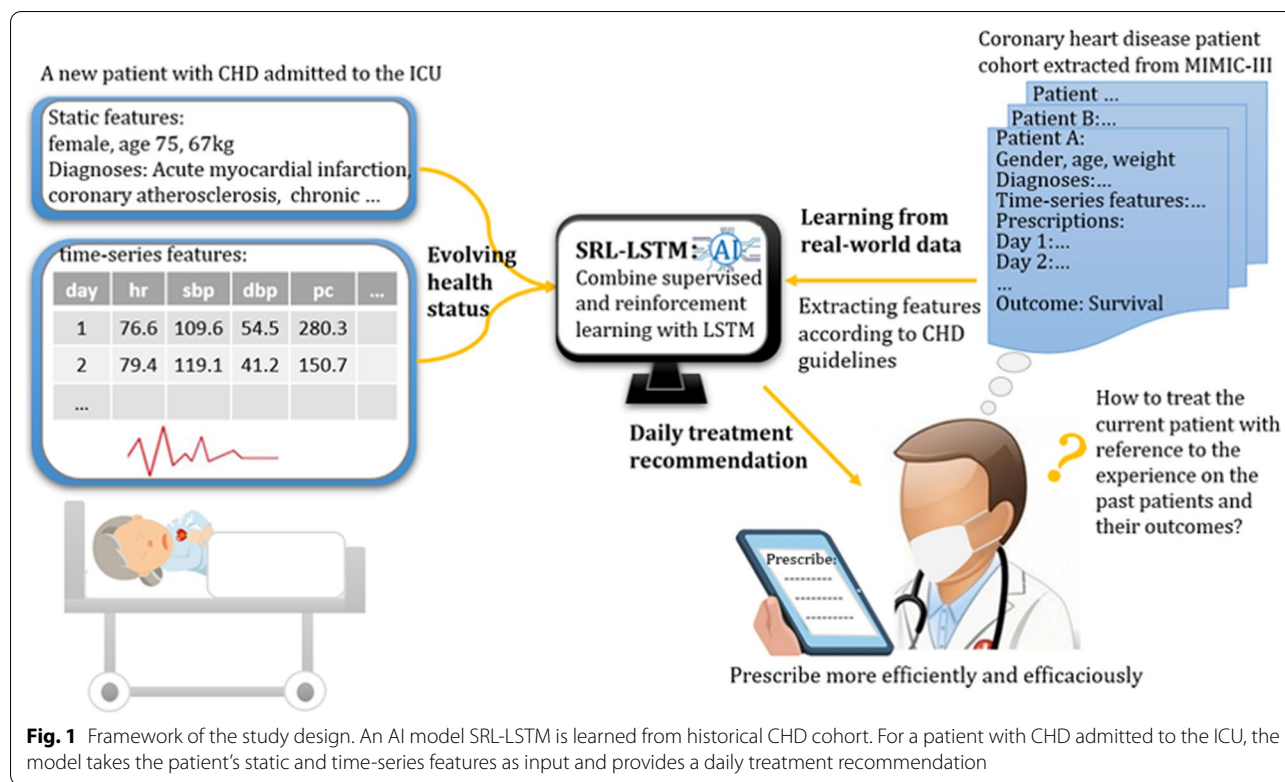 A new patient with CHD admitted to the ICU
Static features:
female, age 75, 67kg
Diagnoses: Acute myocardial infarction,
coronary atherosclerosis, chronic ...
time-series features:
day hr sbp dbp pc ...
1 76.6 109.6 54.5 280.3
2 79.4 119.1 41.2 150.7
...
Evolving
health
status
SRL-LSTM: AI
Combine supervised
and reinforcement
learning with LSTM
Learning from
real-world data
Extracting features
according to CHD
guidelines
Coronary heart disease patient
cohort extracted from MIMIC-III
Patient ...
Patient B:...
Patient A:
Gender, age, weight
Diagnoses:...
Time-series features:...
Prescriptions:
Day 1:...
Day 2:...
...
Outcome: Survival
Daily treatment
recommendation
?
How to treat the
current patient with
reference to the
experience on the
past patients and
their outcomes?
Prescribe:
---------
---------
---------
Prescribe more efficiently and efficaciously
Fig. 1 Framework of the study design. An AI model SRL-LSTM is learned from historical CHD cohort. For a patient with CHD admitted to the ICU, the
model takes the patient's static and time-series features as input and provides a daily treatment recommendation